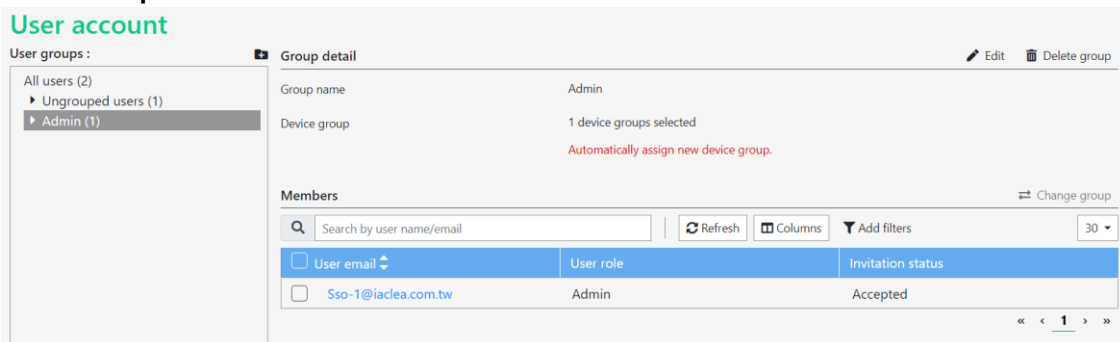 User account
User groups :
All users (2)
Ungrouped users (1)
Admin (1)
Group detail
Edit
Delete group
Group name Admin
Device group 1 device groups selected
Automatically assign new device group.
Members
Change group
Search by user name/email
Refresh
Columns
Add filters
30
User email User role Invitation status
Sso-1@iaclea.com.tw Admin Accepted
« ‹ 1 › »